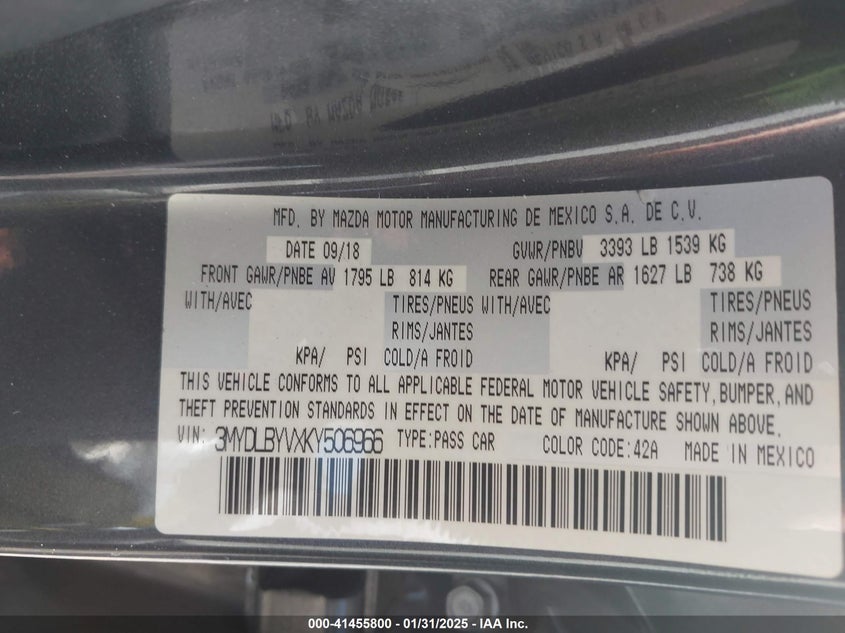 MFD. BY MAZDA MOTOR MANUFACTURING DE MEXICO S.A. DE C.V.
DATE 09/18 GVWR/PNBV 3393 LB 1539 KG
FRONT GAWR/PNBE AV 1795 LB 814 KG REAR GAWR/PNBE AR 1627 LB 738 KG
WITH/AVEC TIRES/PNEUS WITH/AVEC TIRES/PNEUS
RIMS/JANTES RIMS/JANTES
KPA/ PSI COLD/A FROID KPA/ PSI COLD/A FROID
THIS VEHICLE CONFORMS TO ALL APPLICABLE FEDERAL MOTOR VEHICLE SAFETY, BUMPER, AND
THEFT PREVENTION STANDARDS IN EFFECT ON THE DATE OF MANUFACTURE SHOWN ABOVE.
VIN: 3MYDLBYVXKY506966 TYPE:PASS CAR COLOR CODE:42A MADE IN MEXICO
000-41455800 - 01/31/2025 - IAA Inc.